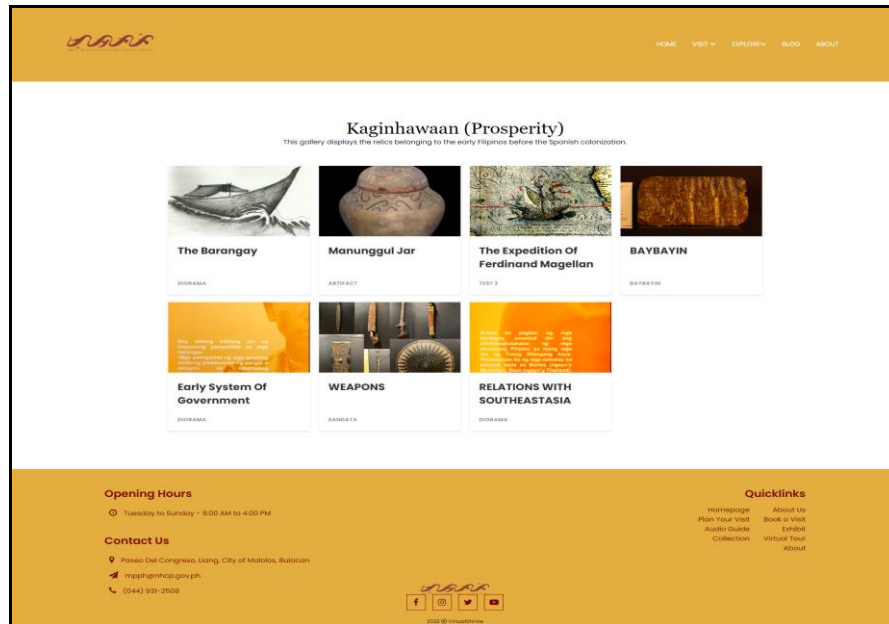 HOME VISIT EXPLORE BLOG ABOUT
Kaginhawaan (Prosperity)
This gallery displays the relics belonging to the early Filipinos before the Spanish colonization.
The Barangay
DIORAMA
Manunggul Jar
ARTIFACT
The Expedition Of
Ferdinand Magellan
TEST 2
BAYBAYIN
BAYBAYIN
Early System Of
Government
DIORAMA
WEAPONS
SANDATA
RELATIONS WITH
SOUTHEASTASIA
DIORAMA
Opening Hours
Tuesday to Sunday - 8:00 AM to 4:00 PM
Contact Us
Paseo Del Congreso, Liang, City of Malolos, Bulacan
mpph@nhcp.gov.ph
(044) 931-2508
Quicklinks
Homepage About Us
Plan Your Visit Book a Visit
Audio Guide Exhibit
Collection Virtual Tour
About
2022 © VirtualShrine